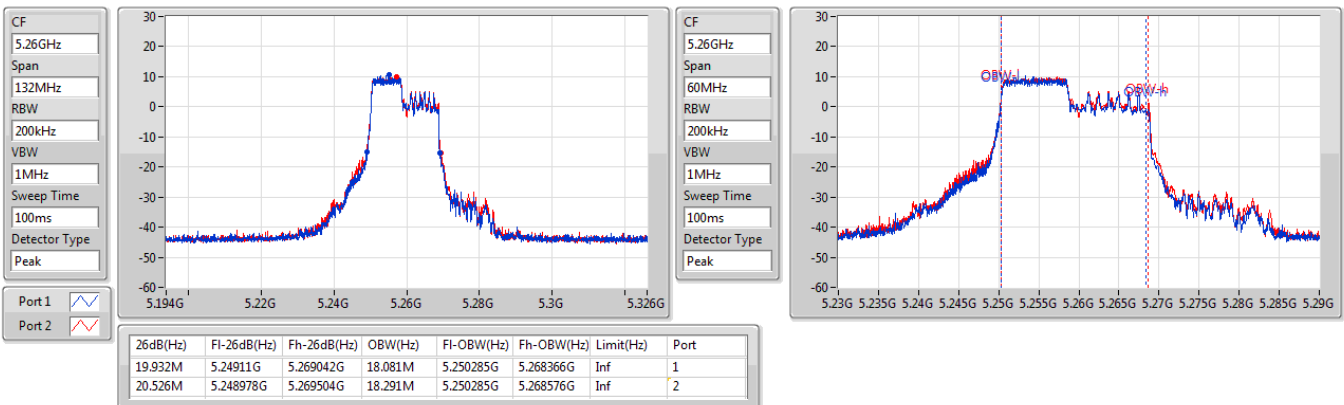 CF
5.26GHz
Span
132MHz
RBW
200kHz
VBW
1MHz
Sweep Time
100ms
Detector Type
Peak
Port 1
Port 2
30
20
10
0
-10
-20
-30
-40
-50
-60
5.194G 5.22G 5.24G 5.26G 5.28G 5.3G 5.326G
CF
5.26GHz
Span
60MHz
RBW
200kHz
VBW
1MHz
Sweep Time
100ms
Detector Type
Peak
30
20
10
0
-10
-20
-30
-40
-50
-60
OBW-l
OBW-h
5.23G 5.235G 5.24G 5.245G 5.25G 5.255G 5.26G 5.265G 5.27G 5.275G 5.28G 5.285G 5.29G
26dB(Hz) Fl-26dB(Hz) Fh-26dB(Hz) OBW(Hz) Fl-OBW(Hz) Fh-OBW(Hz) Limit(Hz) Port
19.932M 5.24911G 5.269042G 18.081M 5.250285G 5.268366G Inf 1
20.526M 5.248978G 5.269504G 18.291M 5.250285G 5.268576G Inf 2